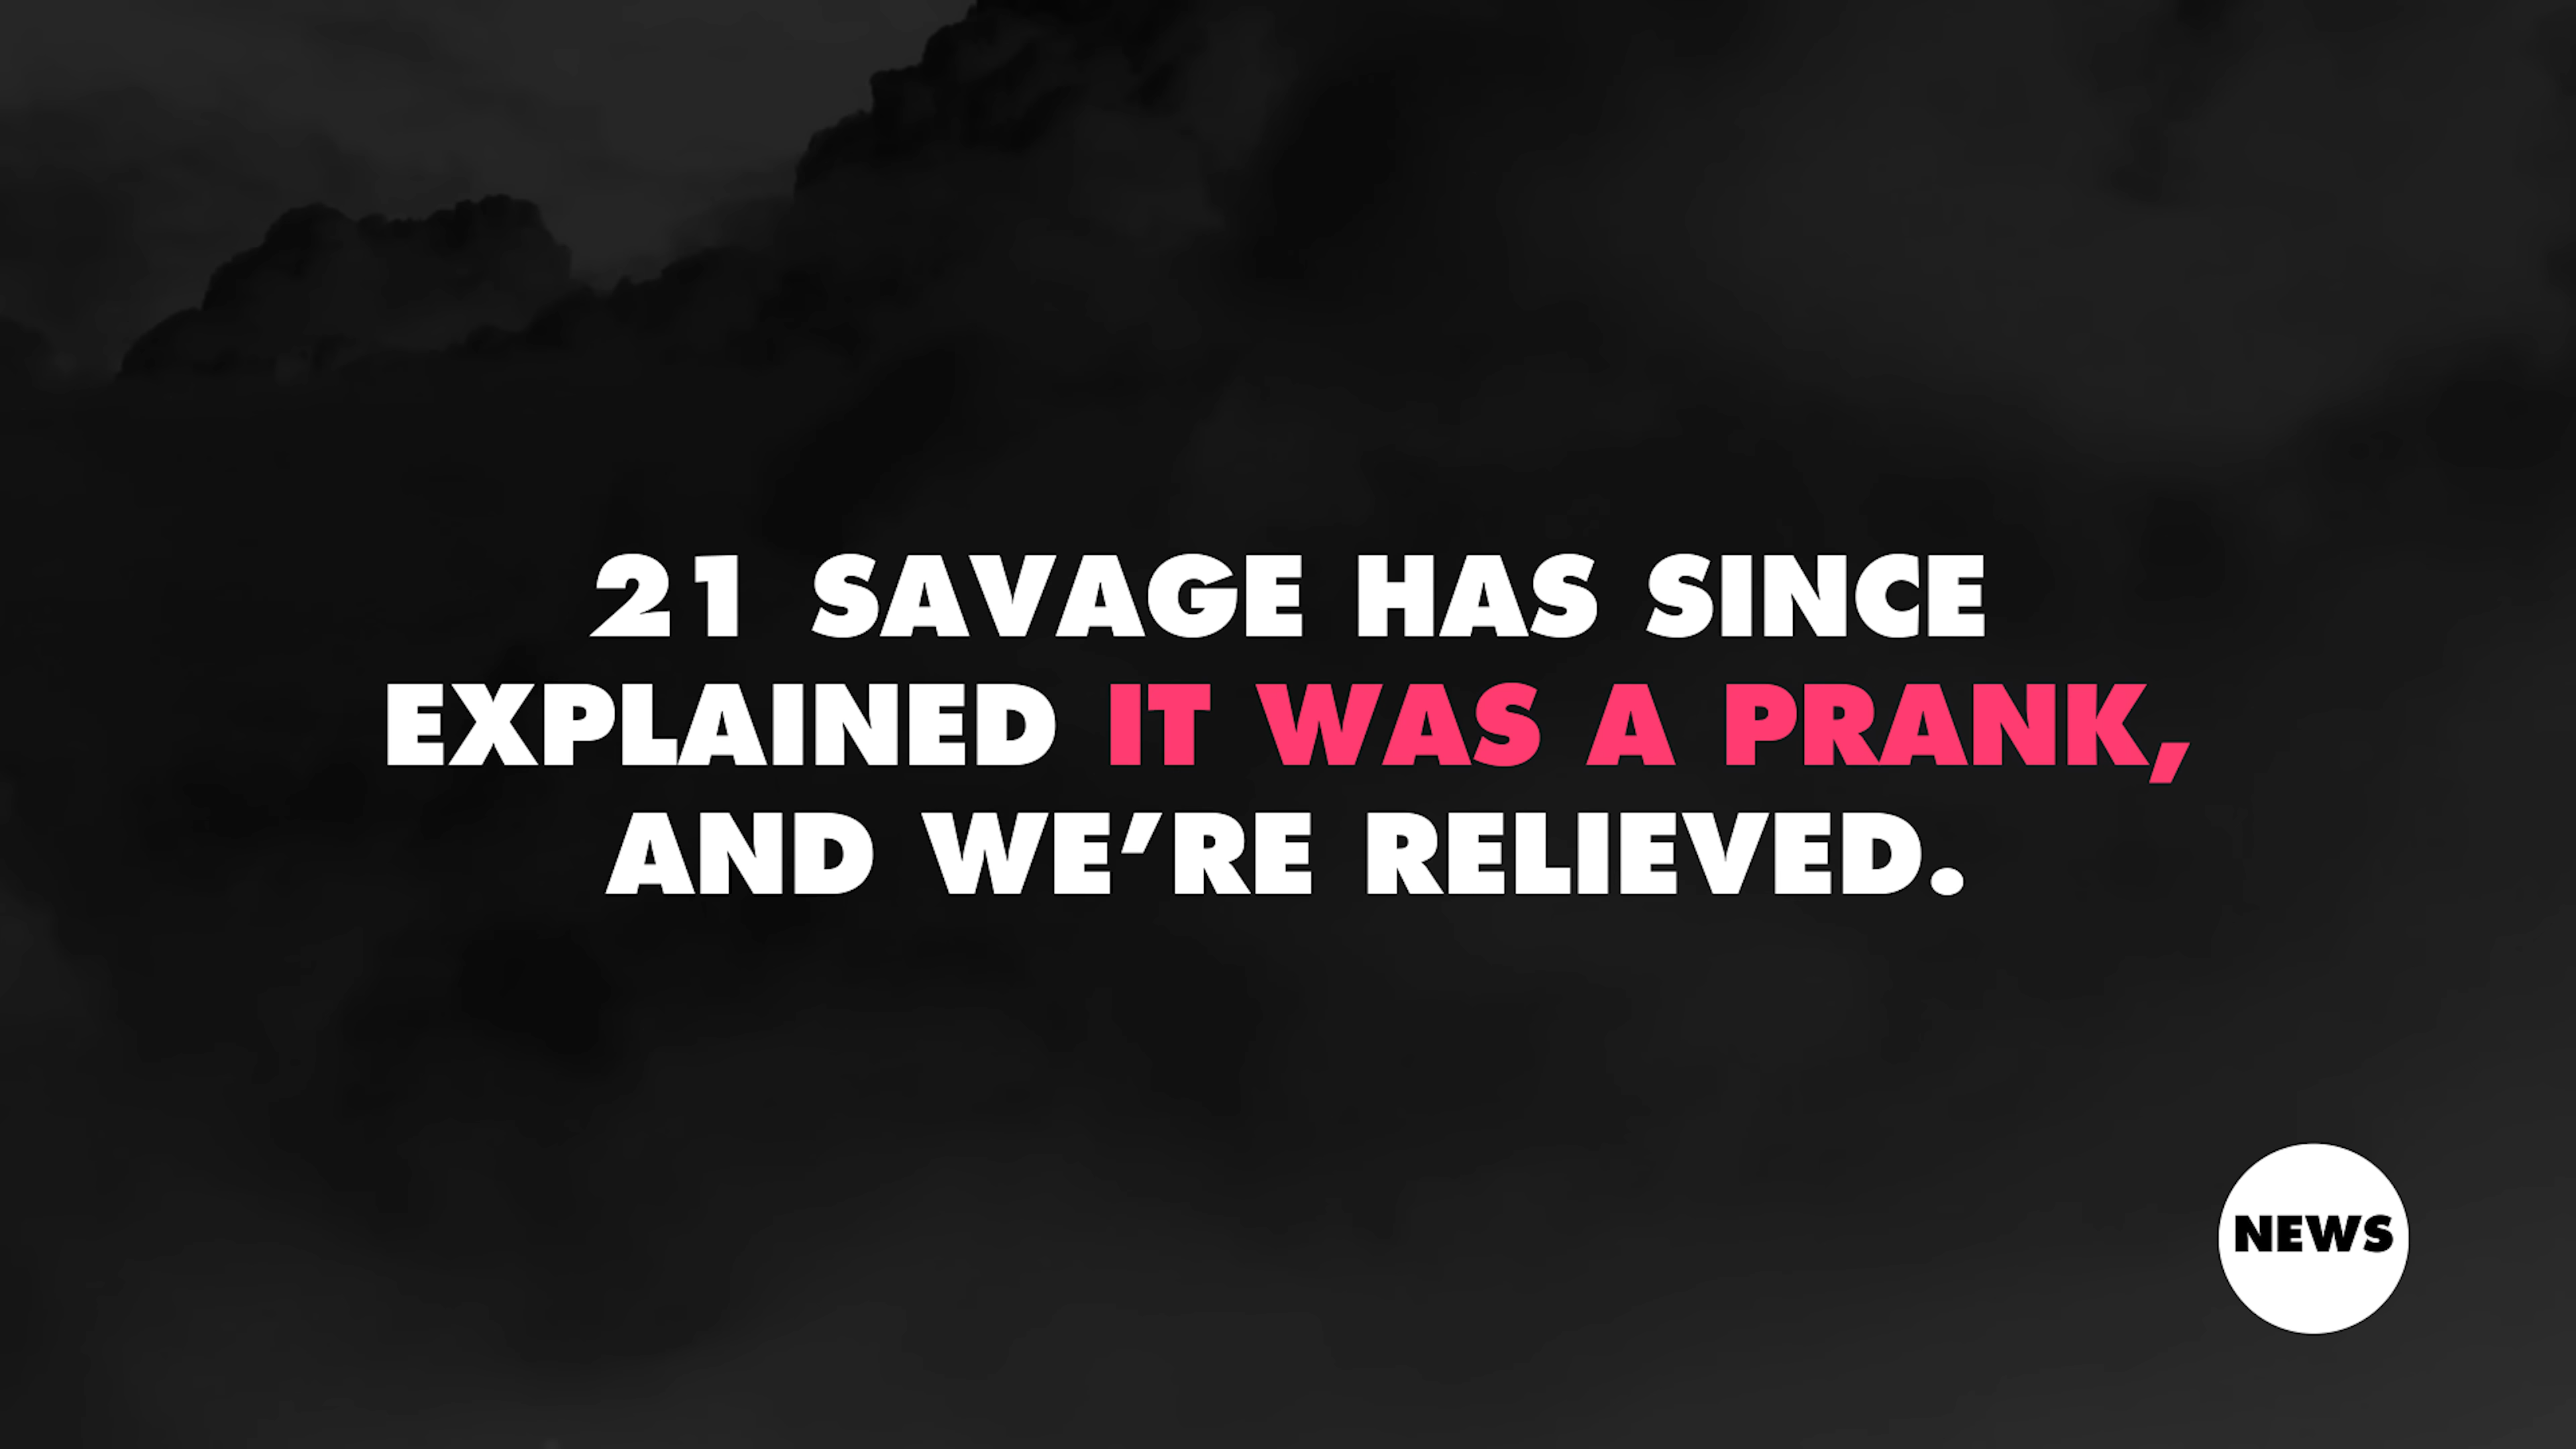 21 SAVAGE HAS SINCE
EXPLAINED IT WAS A PRANK,
AND WE’RE RELIEVED.
NEWS